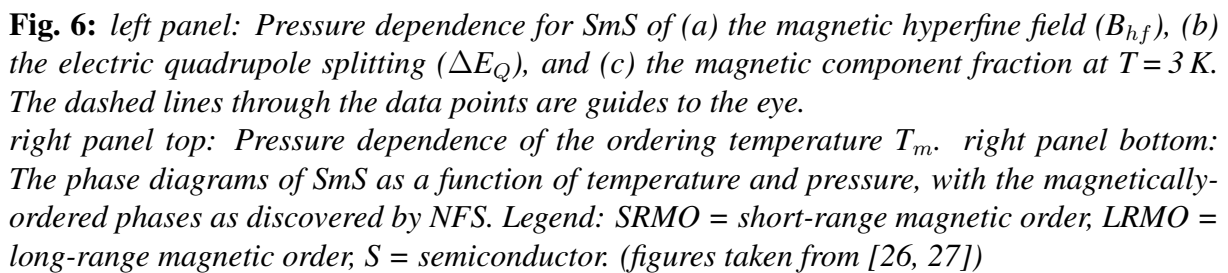 Fig. 6: left panel: Pressure dependence for SmS of (a) the magnetic hyperfine field (B_{hf}), (b)
the electric quadrupole splitting (ΔE_Q), and (c) the magnetic component fraction at T = 3 K.
The dashed lines through the data points are guides to the eye.
right panel top: Pressure dependence of the ordering temperature T_m. right panel bottom:
The phase diagrams of SmS as a function of temperature and pressure, with the magnetically-
ordered phases as discovered by NFS. Legend: SRMO = short-range magnetic order, LRMO =
long-range magnetic order, S = semiconductor. (figures taken from [26, 27])